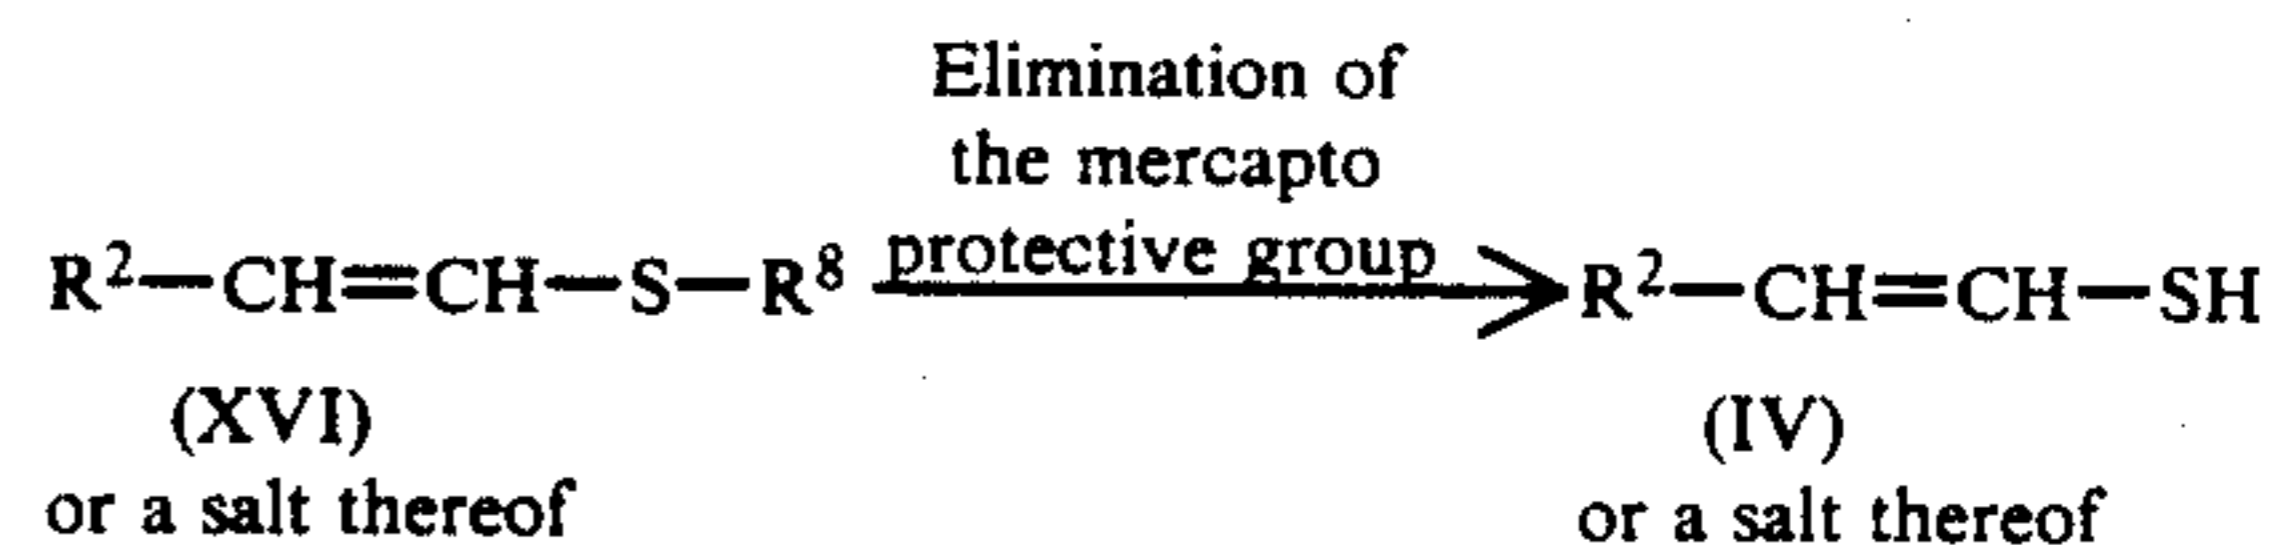 Elimination of
the mercapto
protective group
R²—CH=CH—S—R⁸ → R²—CH=CH—SH
(XVI) (IV)
or a salt thereof or a salt thereof